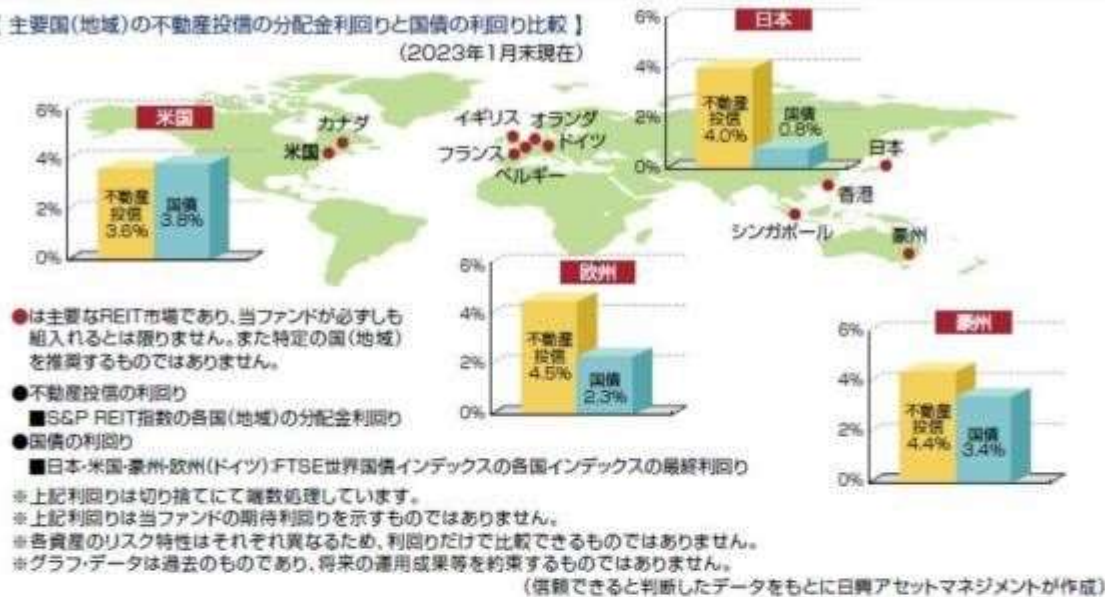 【 主要国(地域)の不動産投信の分配金利回りと国債の利回り比較 】
(2023年1月末現在)
日本
6%
4%
2%
0%
不動産
投信
4.0%
国債
0.8%
米国
6%
4%
2%
0%
不動産
投信
3.6%
国債
3.8%
カナダ
米国
イギリス
オランダ
フランス
ドイツ
ベルギー
日本
香港
シンガポール
豪州
欧州
6%
4%
2%
0%
不動産
投信
4.5%
国債
2.3%
豪州
6%
4%
2%
0%
不動産
投信
4.4%
国債
3.4%
●は主要なREIT市場であり、当ファンドが必ずしも
組入れるとは限りません。また特定の国(地域)
を推奨するものではありません。
●不動産投信の利回り
■S&P REIT指数の各国(地域)の分配金利回り
●国債の利回り
■日本・米国・豪州・欧州(ドイツ):FTSE世界国債インデックスの各国インデックスの最終利回り
※上記利回りは切り捨てにて端数処理しています。
※上記利回りは当ファンドの期待利回りを示すものではありません。
※各資産のリスク特性はそれぞれ異なるため、利回りだけで比較できるものではありません。
※グラフ・データは過去のものであり、将来の運用成果等を約束するものではありません。
(信頼できると判断したデータをもとに日興アセットマネジメントが作成)